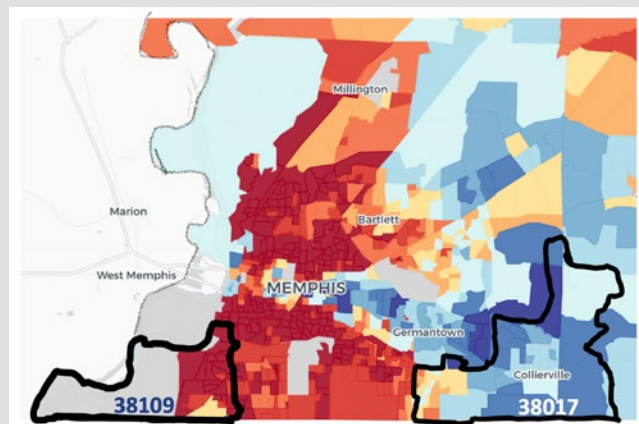 Millington
Marion
Bartlett
West Memphis
MEMPHIS
Germantown
Collierville
38109
38017